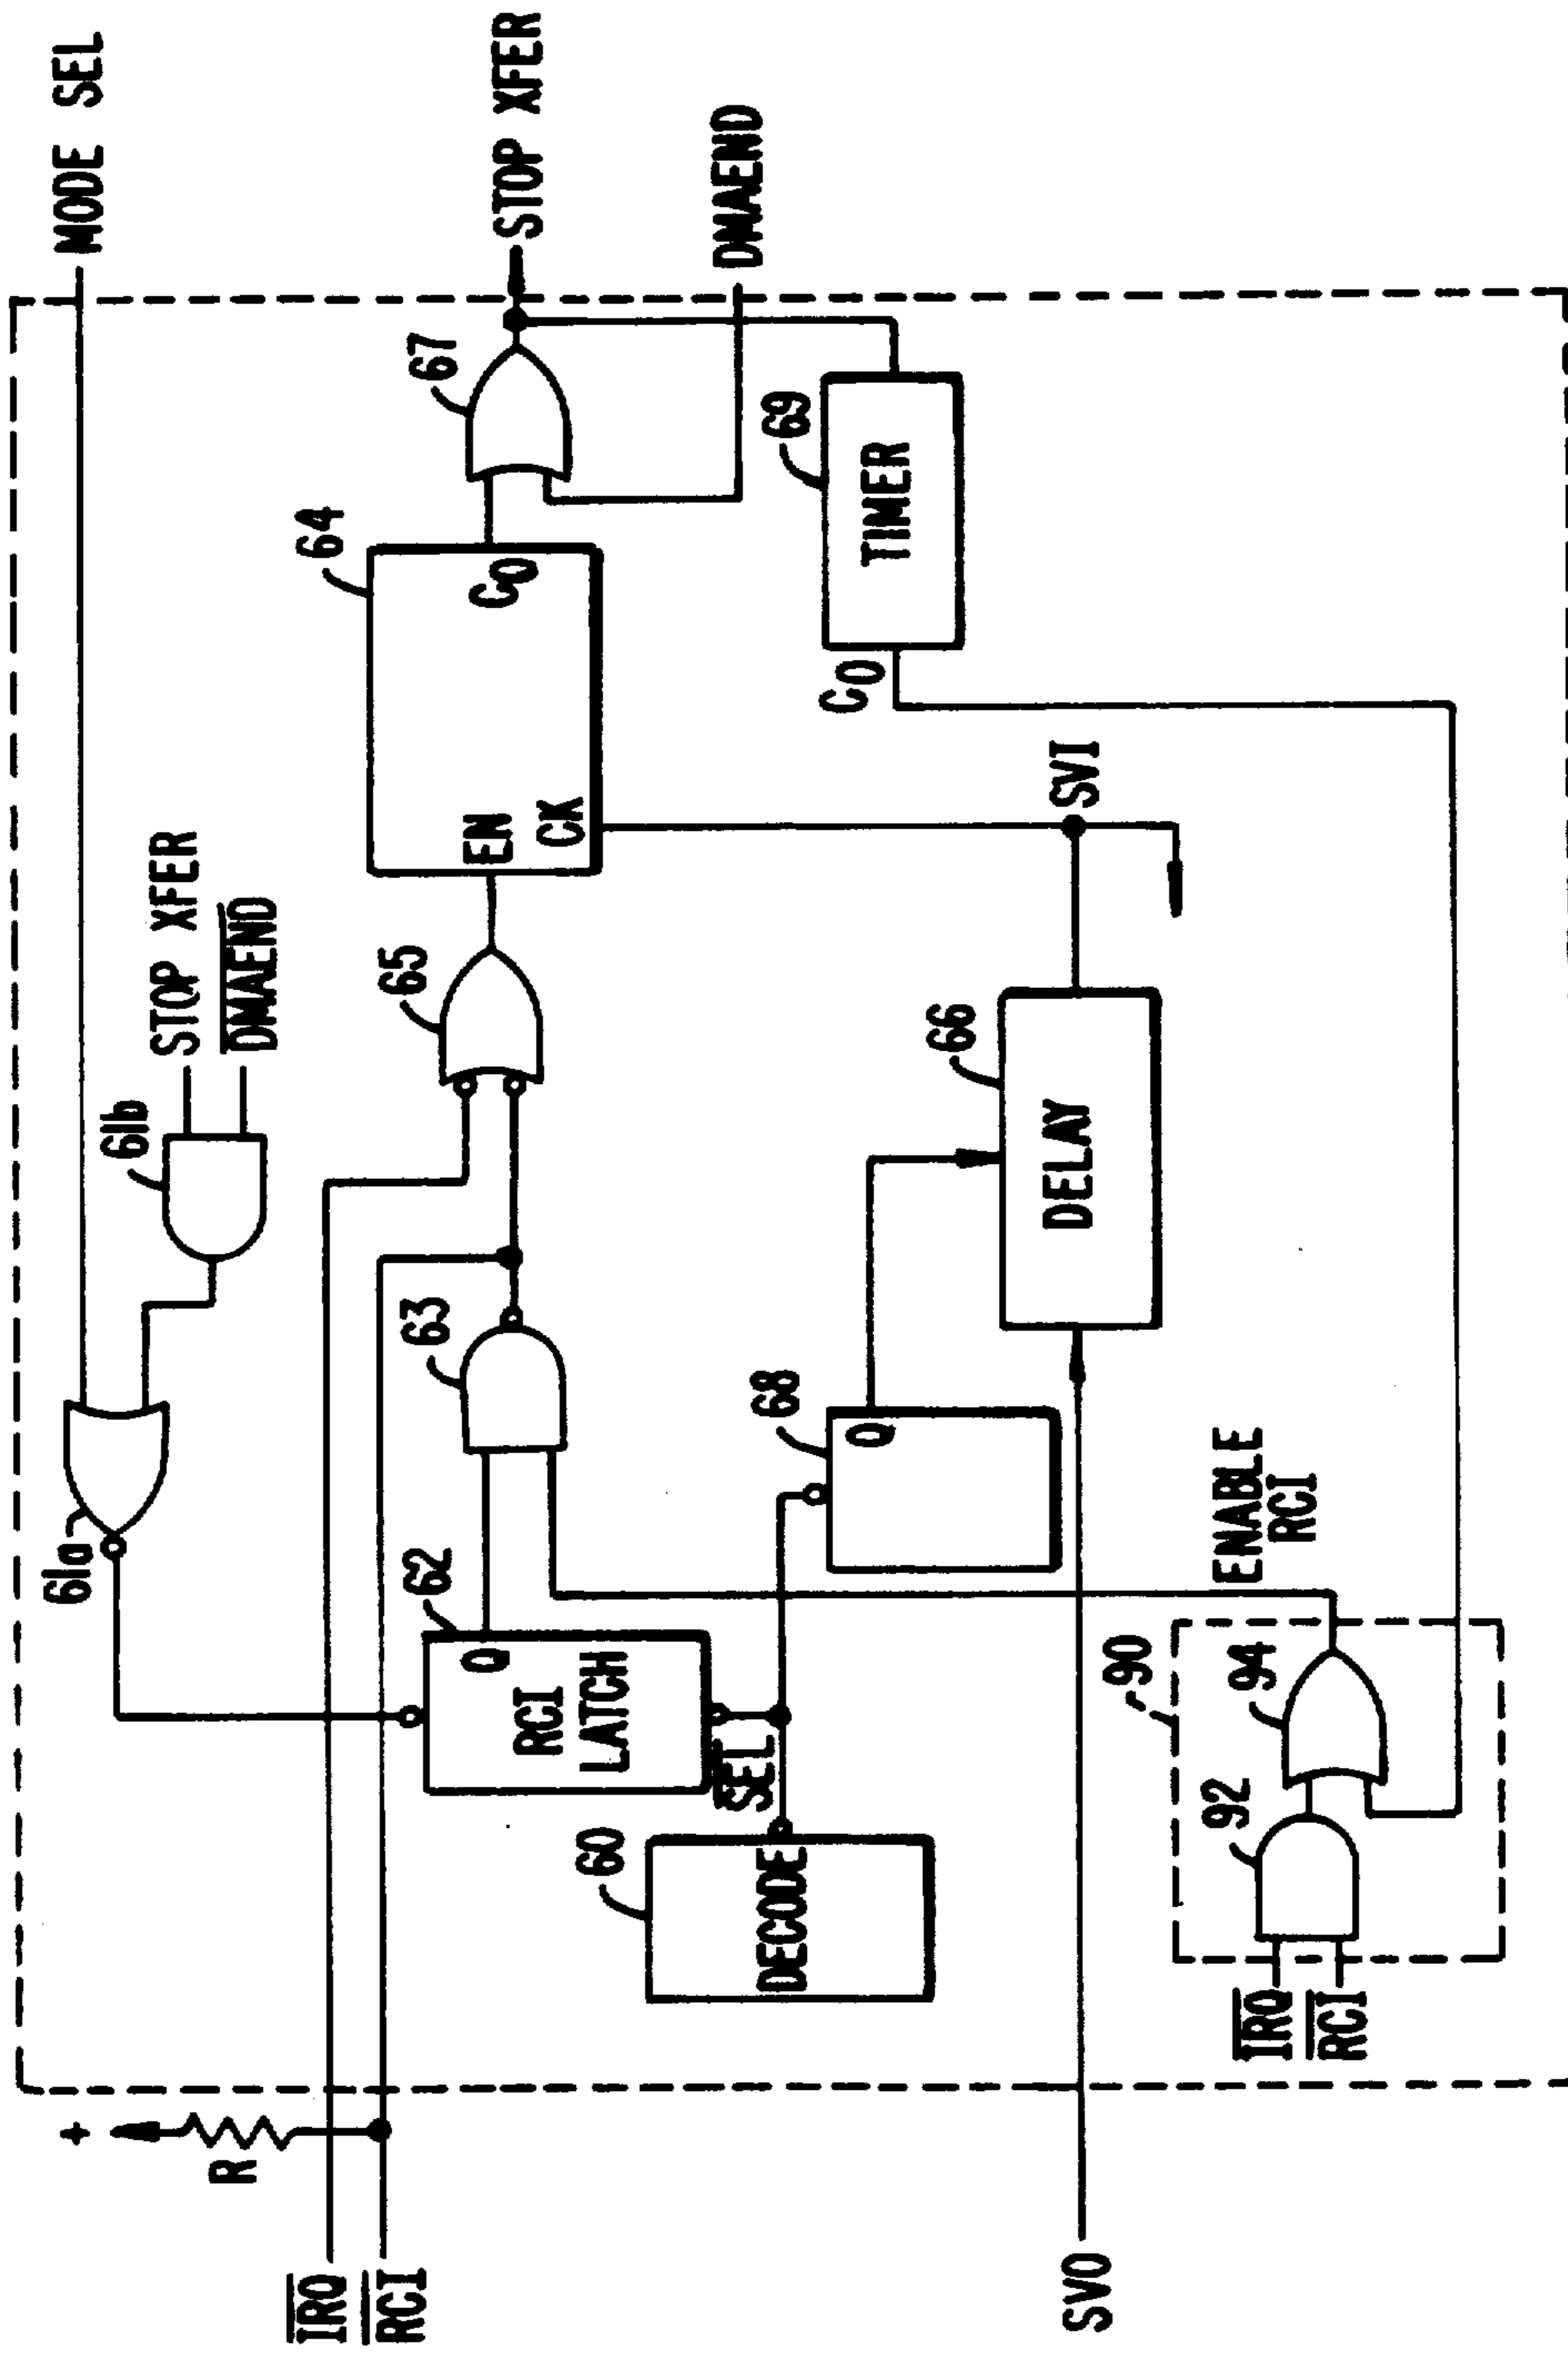 MODE SEL
STOP XFER
DMAEND
67
64
C0
69
TIMER
C0
EN
CK
SVI
STOP XFER
DMAEND
61b
65
66
DELAY
61a
63
68
Q
62
Q
RCI
LATCH
SEL
60
DECODE
ENABLE
RCI
90
94
92
IRQ
RCI
+
R
IRQ
RCI
SVO